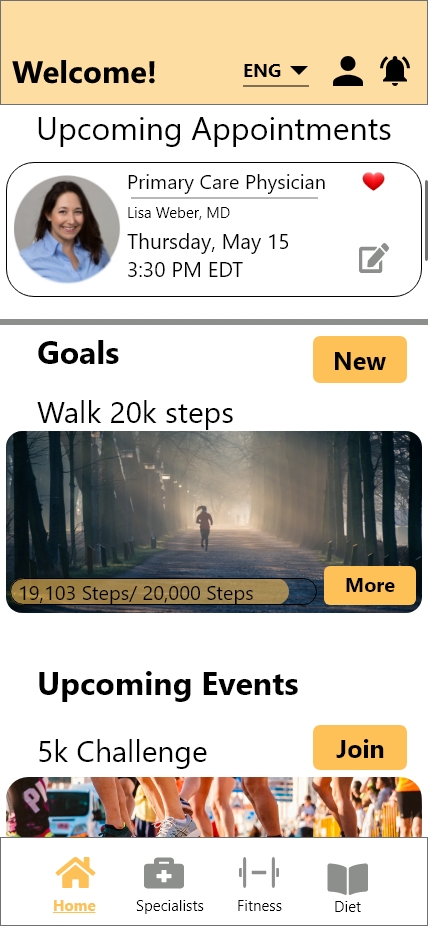 Welcome!
ENG
Upcoming Appointments
Primary Care Physician
Lisa Weber, MD
Thursday, May 15
3:30 PM EDT
Goals
New
Walk 20k steps
19,103 Steps/ 20,000 Steps
More
Upcoming Events
5k Challenge
Join
Home
Specialists
Fitness
Diet